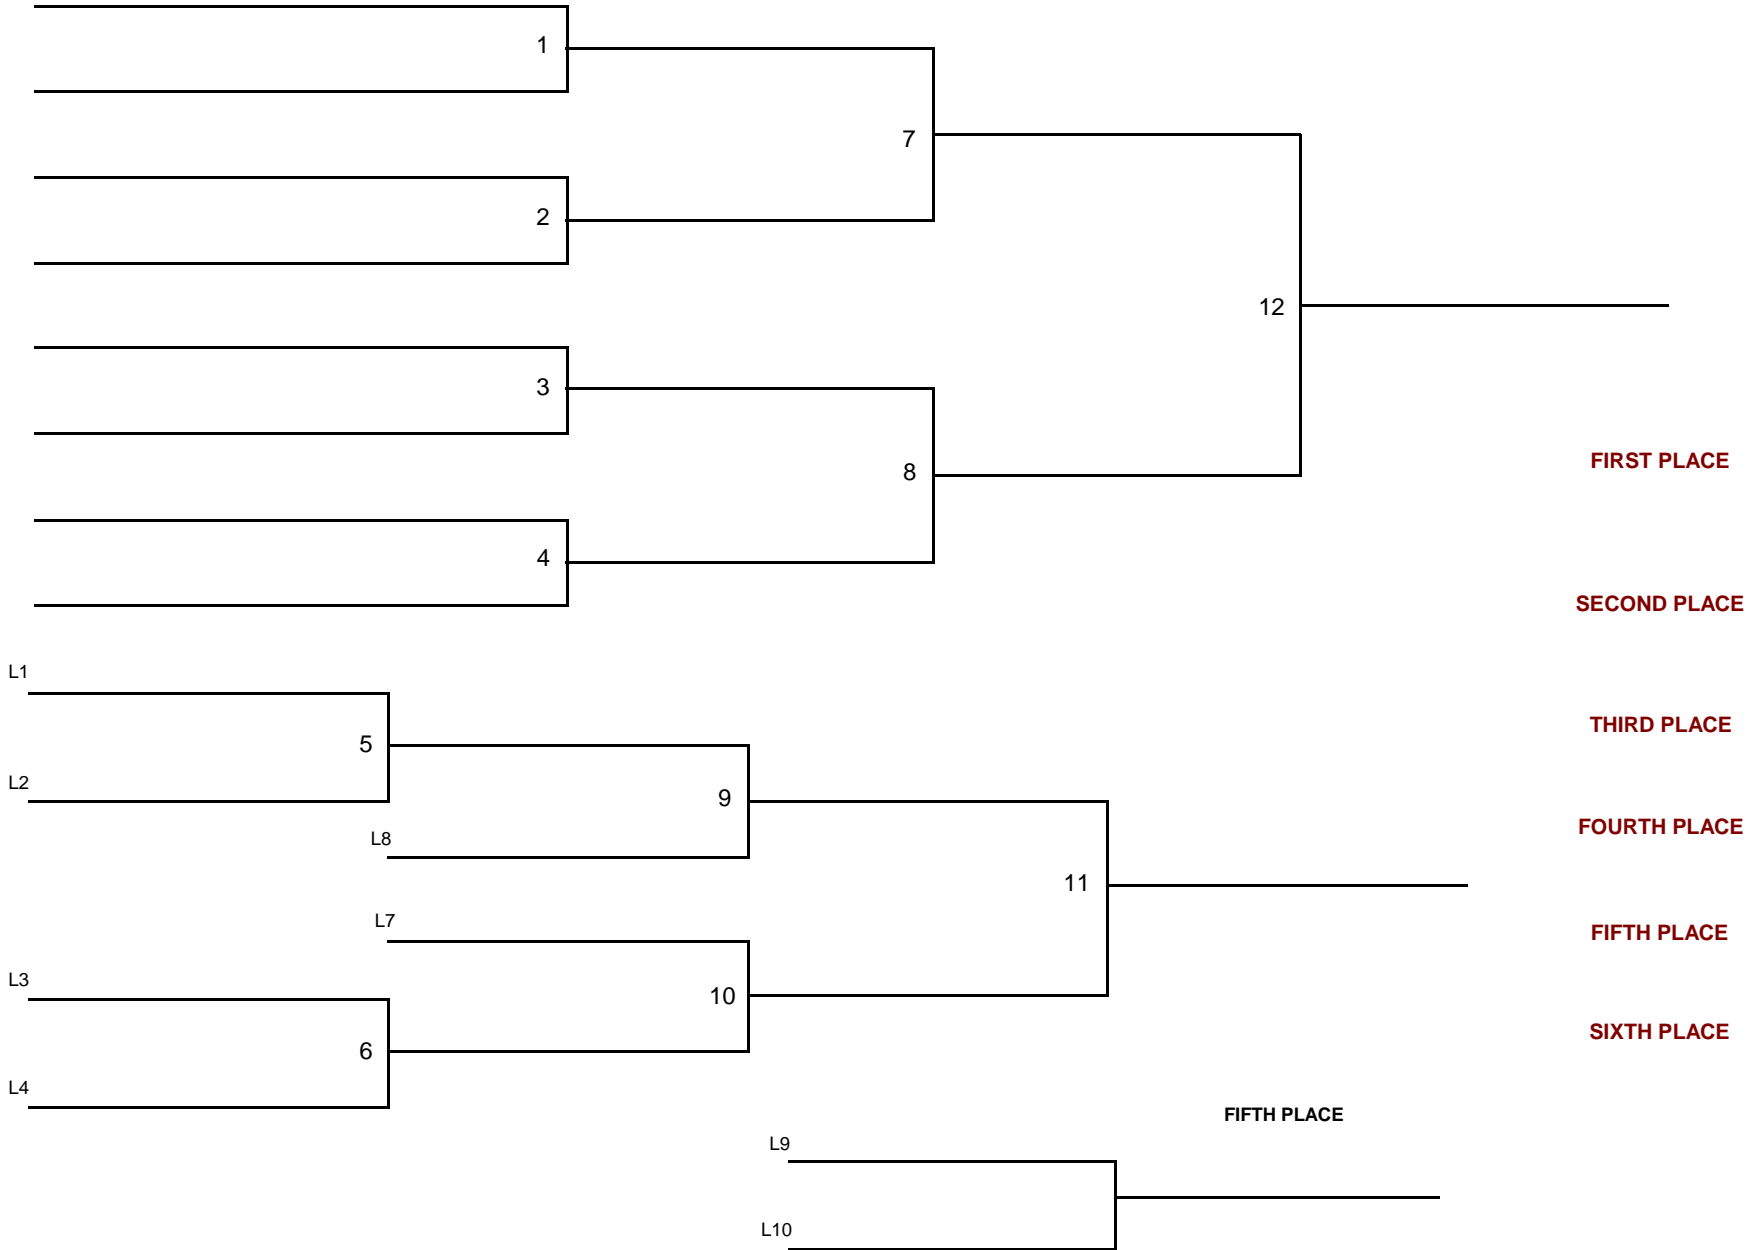 1
7
2
12
3
FIRST PLACE
8
4
SECOND PLACE
L1
THIRD PLACE
5
L2
9
FOURTH PLACE
L8
11
L7
FIFTH PLACE
L3
10
SIXTH PLACE
6
L4
FIFTH PLACE
L9
L10